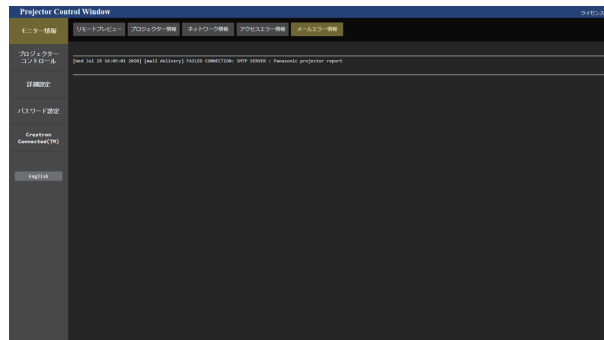 Projector Control Window
ライセンス
モニター情報
リモートプレビュー
プロジェクター情報
ネットワーク情報
アクセスエラー情報
メールエラー情報
プロジェクター
コントロール
[Wed Jul 29 16:05:01 2020] [mail delivery] FAILED CONNECTION: SMTP SERVER : Panasonic projector report
詳細設定
パスワード設定
Crestron
Connected(TM)
English